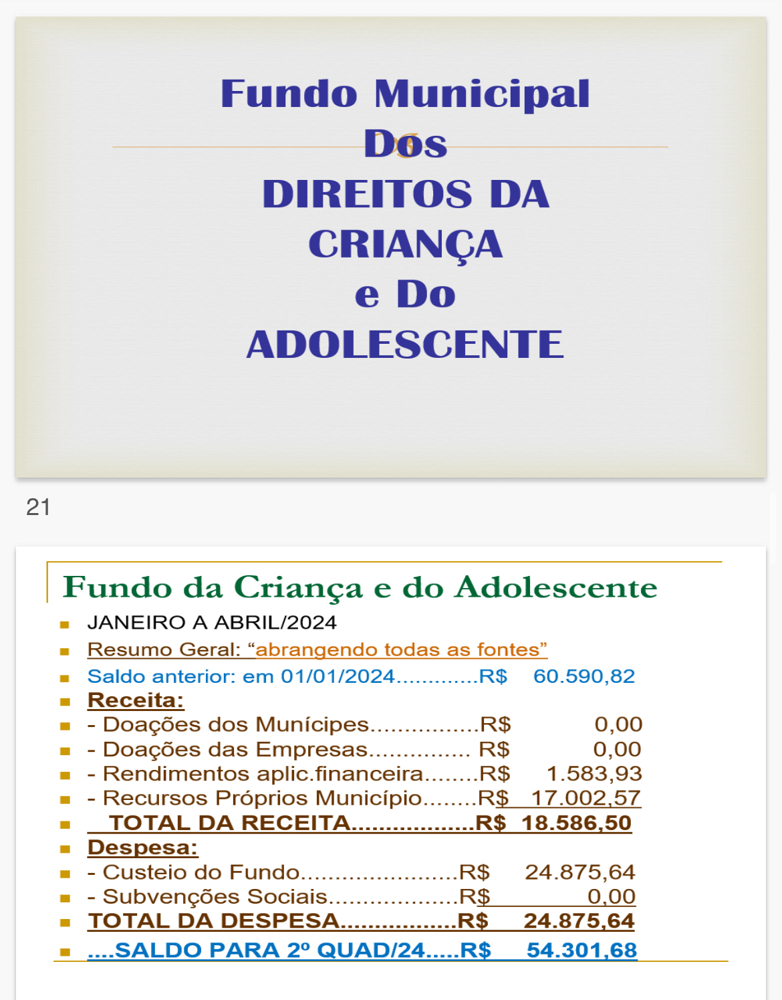 Fundo Municipal
Dos
DIREITOS DA
CRIANÇA
e Do
ADOLESCENTE
21
Fundo da Criança e do Adolescente
JANEIRO A ABRIL/2024
Resumo Geral: “abrangendo todas as fontes”
Saldo anterior: em 01/01/2024.............R$ 60.590,82
Receita:
- Doações dos Munícipes................R$ 0,00
- Doações das Empresas............... R$ 0,00
- Rendimentos aplic.financeira........R$ 1.583,93
- Recursos Próprios Município........R$ 17.002,57
TOTAL DA RECEITA..................R$ 18.586,50
Despesa:
- Custeio do Fundo.......................R$ 24.875,64
- Subvenções Sociais...................R$ 0,00
TOTAL DA DESPESA.................R$ 24.875,64
....SALDO PARA 2º QUAD/24.....R$ 54.301,68